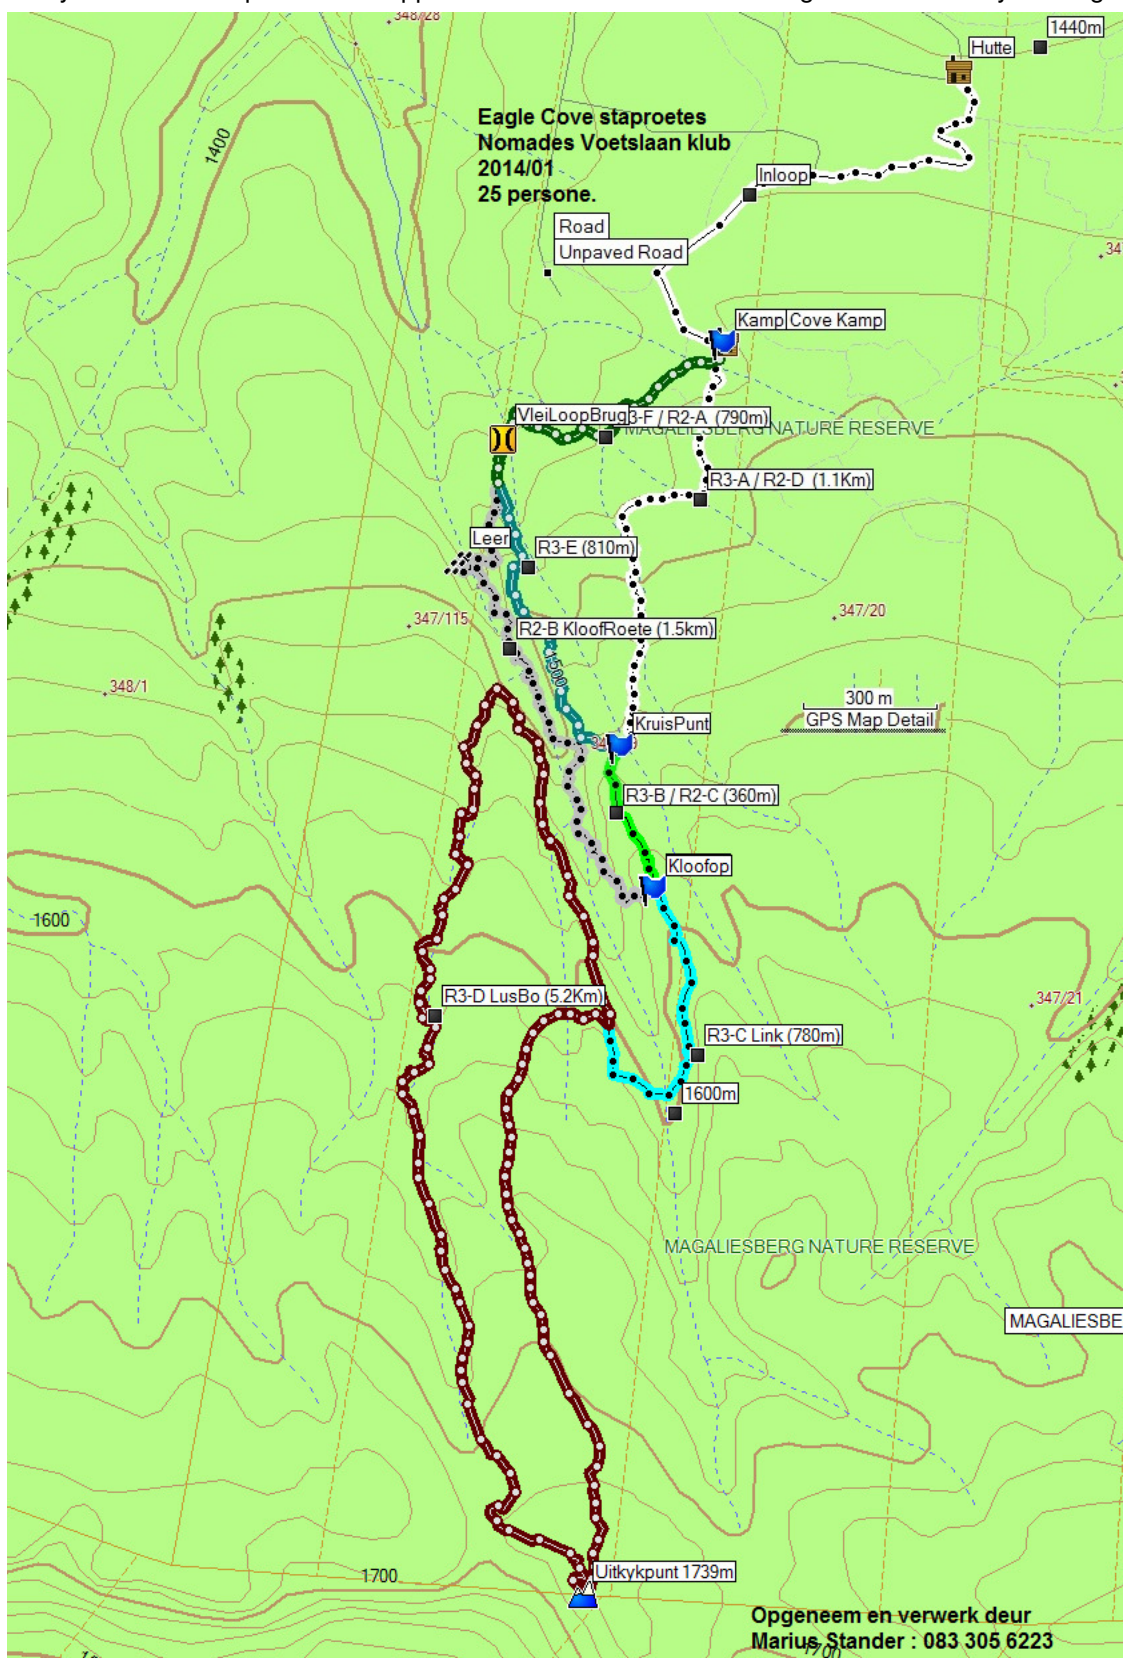 348/28
1440m
Hutte
Eagle Cove staproetes
Nomades Voetslaan klub
2014/01
25 persone.
1400
Inloop
Road
Unpaved Road
34
Kamp Cove Kamp
VleiLoopBrug
3-F / R2-A (790m)
MAGALIESBERG NATURE RESERVE
R3-A / R2-D (1.1Km)
Leer
R3-E (810m)
347/115
347/20
R2-B KloofRoete (1.5km)
1500
348/1
300 m
GPS Map Detail
KruisPunt
R3-B / R2-C (360m)
Kloofop
1600
R3-D LusBo (5.2Km)
347/21
R3-C Link (780m)
1600m
MAGALIESBERG NATURE RESERVE
MAGALIESBE
1700
Uitkykpunt 1739m
Opgeneem en verwerk deur
Marius Stander : 083 305 6223
1700